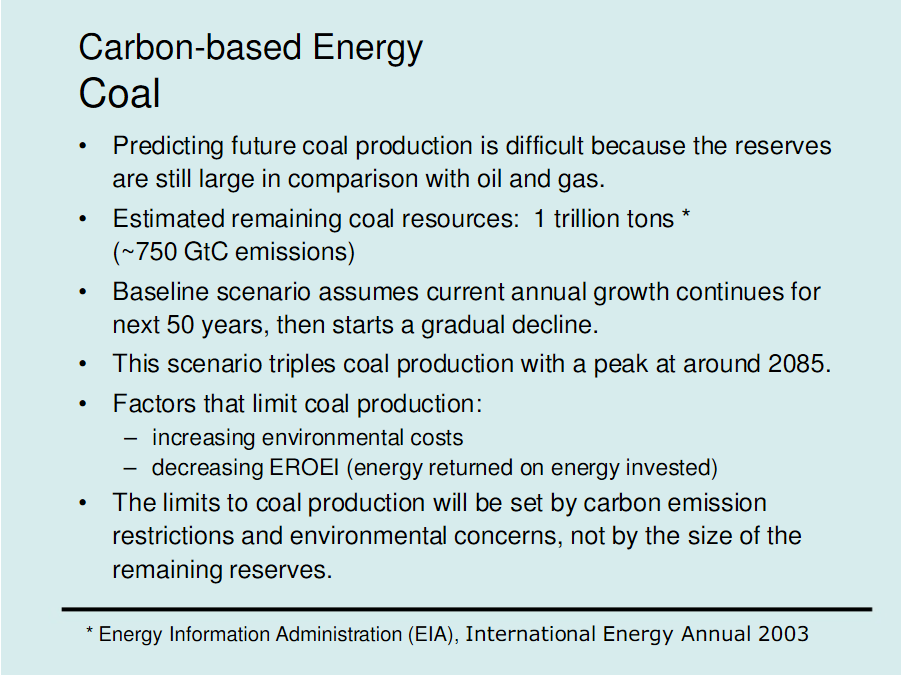 Carbon-based Energy
Coal
• Predicting future coal production is difficult because the reserves
are still large in comparison with oil and gas.
• Estimated remaining coal resources:  1 trillion tons *
(~750 GtC emissions)
• Baseline scenario assumes current annual growth continues for
next 50 years, then starts a gradual decline.
• This scenario triples coal production with a peak at around 2085.
• Factors that limit coal production:
– increasing environmental costs
– decreasing EROEI (energy returned on energy invested)
• The limits to coal production will be set by carbon emission
restrictions and environmental concerns, not by the size of the
remaining reserves.
* Energy Information Administration (EIA), International Energy Annual 2003